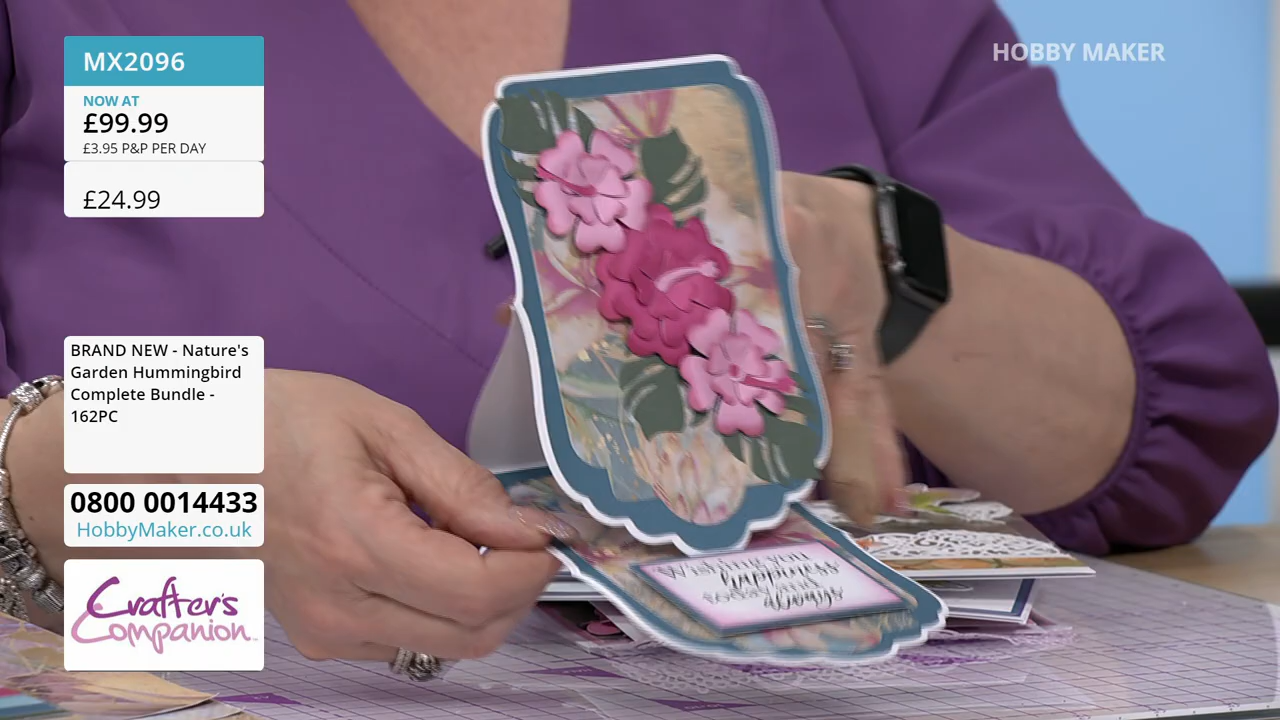 MX2096
NOW AT
£99.99
£3.95 P&P PER DAY
£24.99
BRAND NEW - Nature's
Garden Hummingbird
Complete Bundle -
162PC
0800 0014433
HobbyMaker.co.uk
Crafter's
Companion
HOBBY MAKER
Wishing you
happiness
always